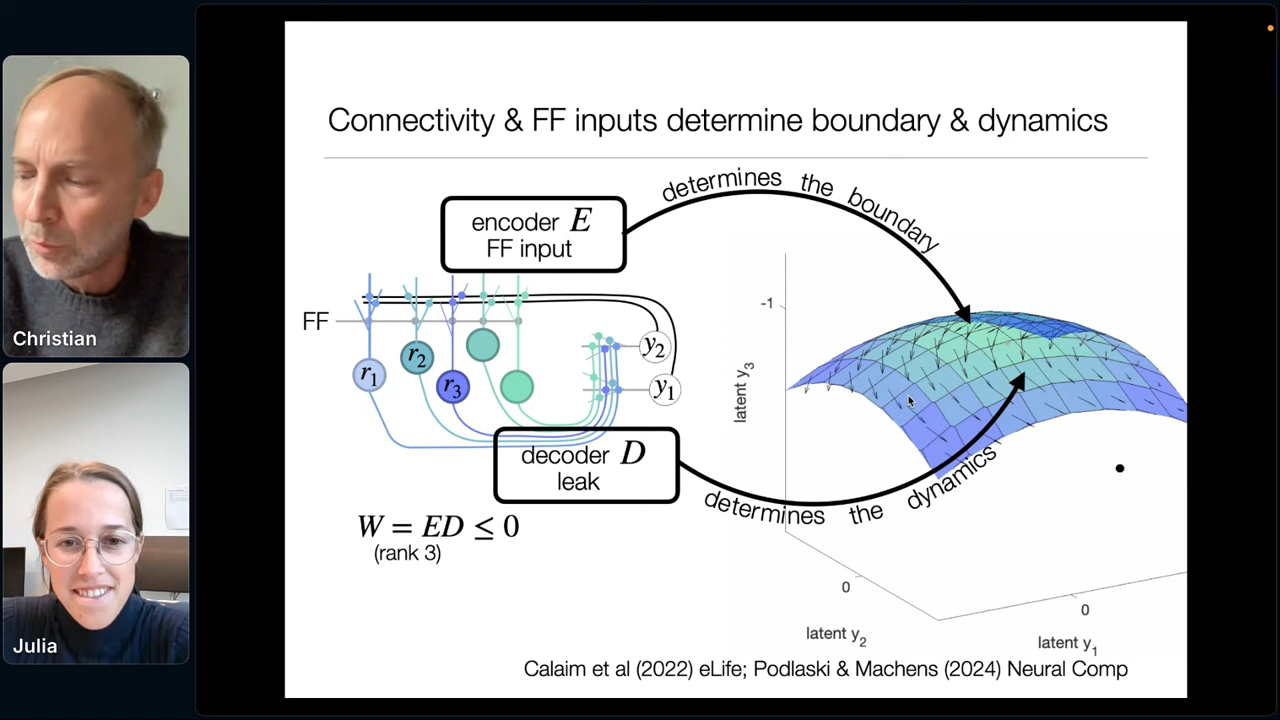 Connectivity & FF inputs determine boundary & dynamics
determines the boundary
encoder E
FF input
FF
r1
r2
r3
y2
y1
decoder D
leak
determines the dynamics
W = ED ≤ 0
(rank 3)
-1
latent y3
0
latent y2
0
latent y1
Calaim et al (2022) eLife; Podlaski & Machens (2024) Neural Comp
Christian
Julia